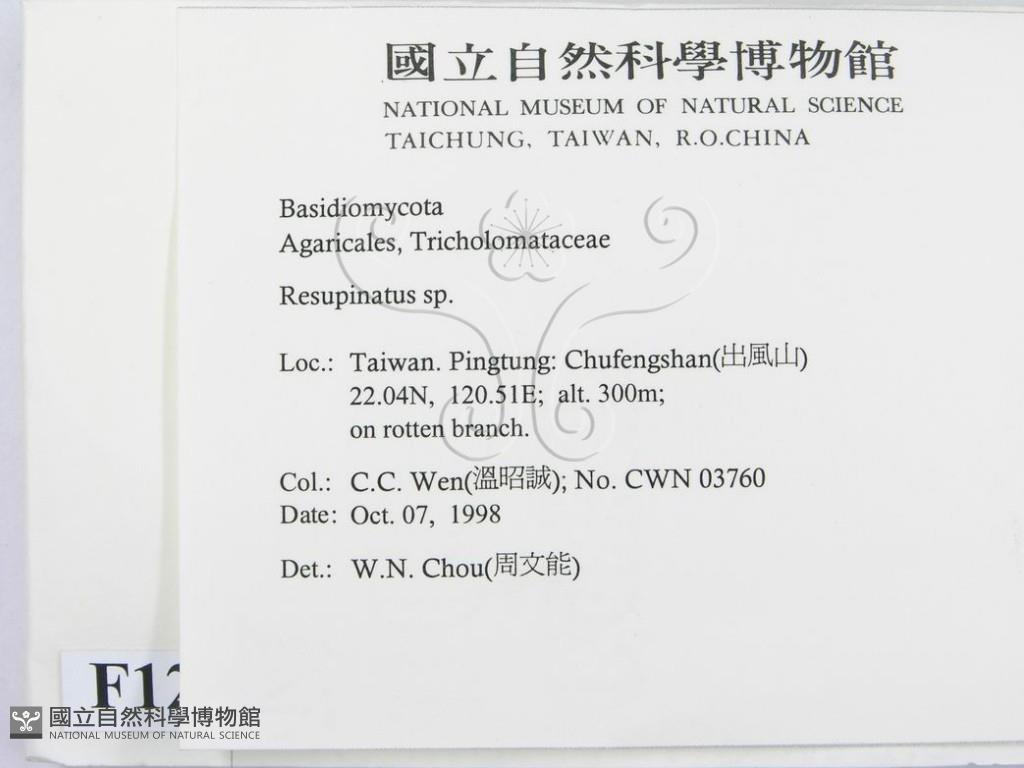 國立自然科學博物館
NATIONAL MUSEUM OF NATURAL SCIENCE
TAICHUNG, TAIWAN, R.O.CHINA
Basidiomycota
Agaricales, Tricholomataceae
Resupinatus sp.
Loc.: Taiwan. Pingtung: Chufengshan(出風山)
22.04N, 120.51E; alt. 300m;
on rotten branch.
Col.: C.C. Wen(溫昭誠); No. CWN 03760
Date: Oct. 07, 1998
Det.: W.N. Chou(周文能)
F12
國立自然科學博物館
NATIONAL MUSEUM OF NATURAL SCIENCE